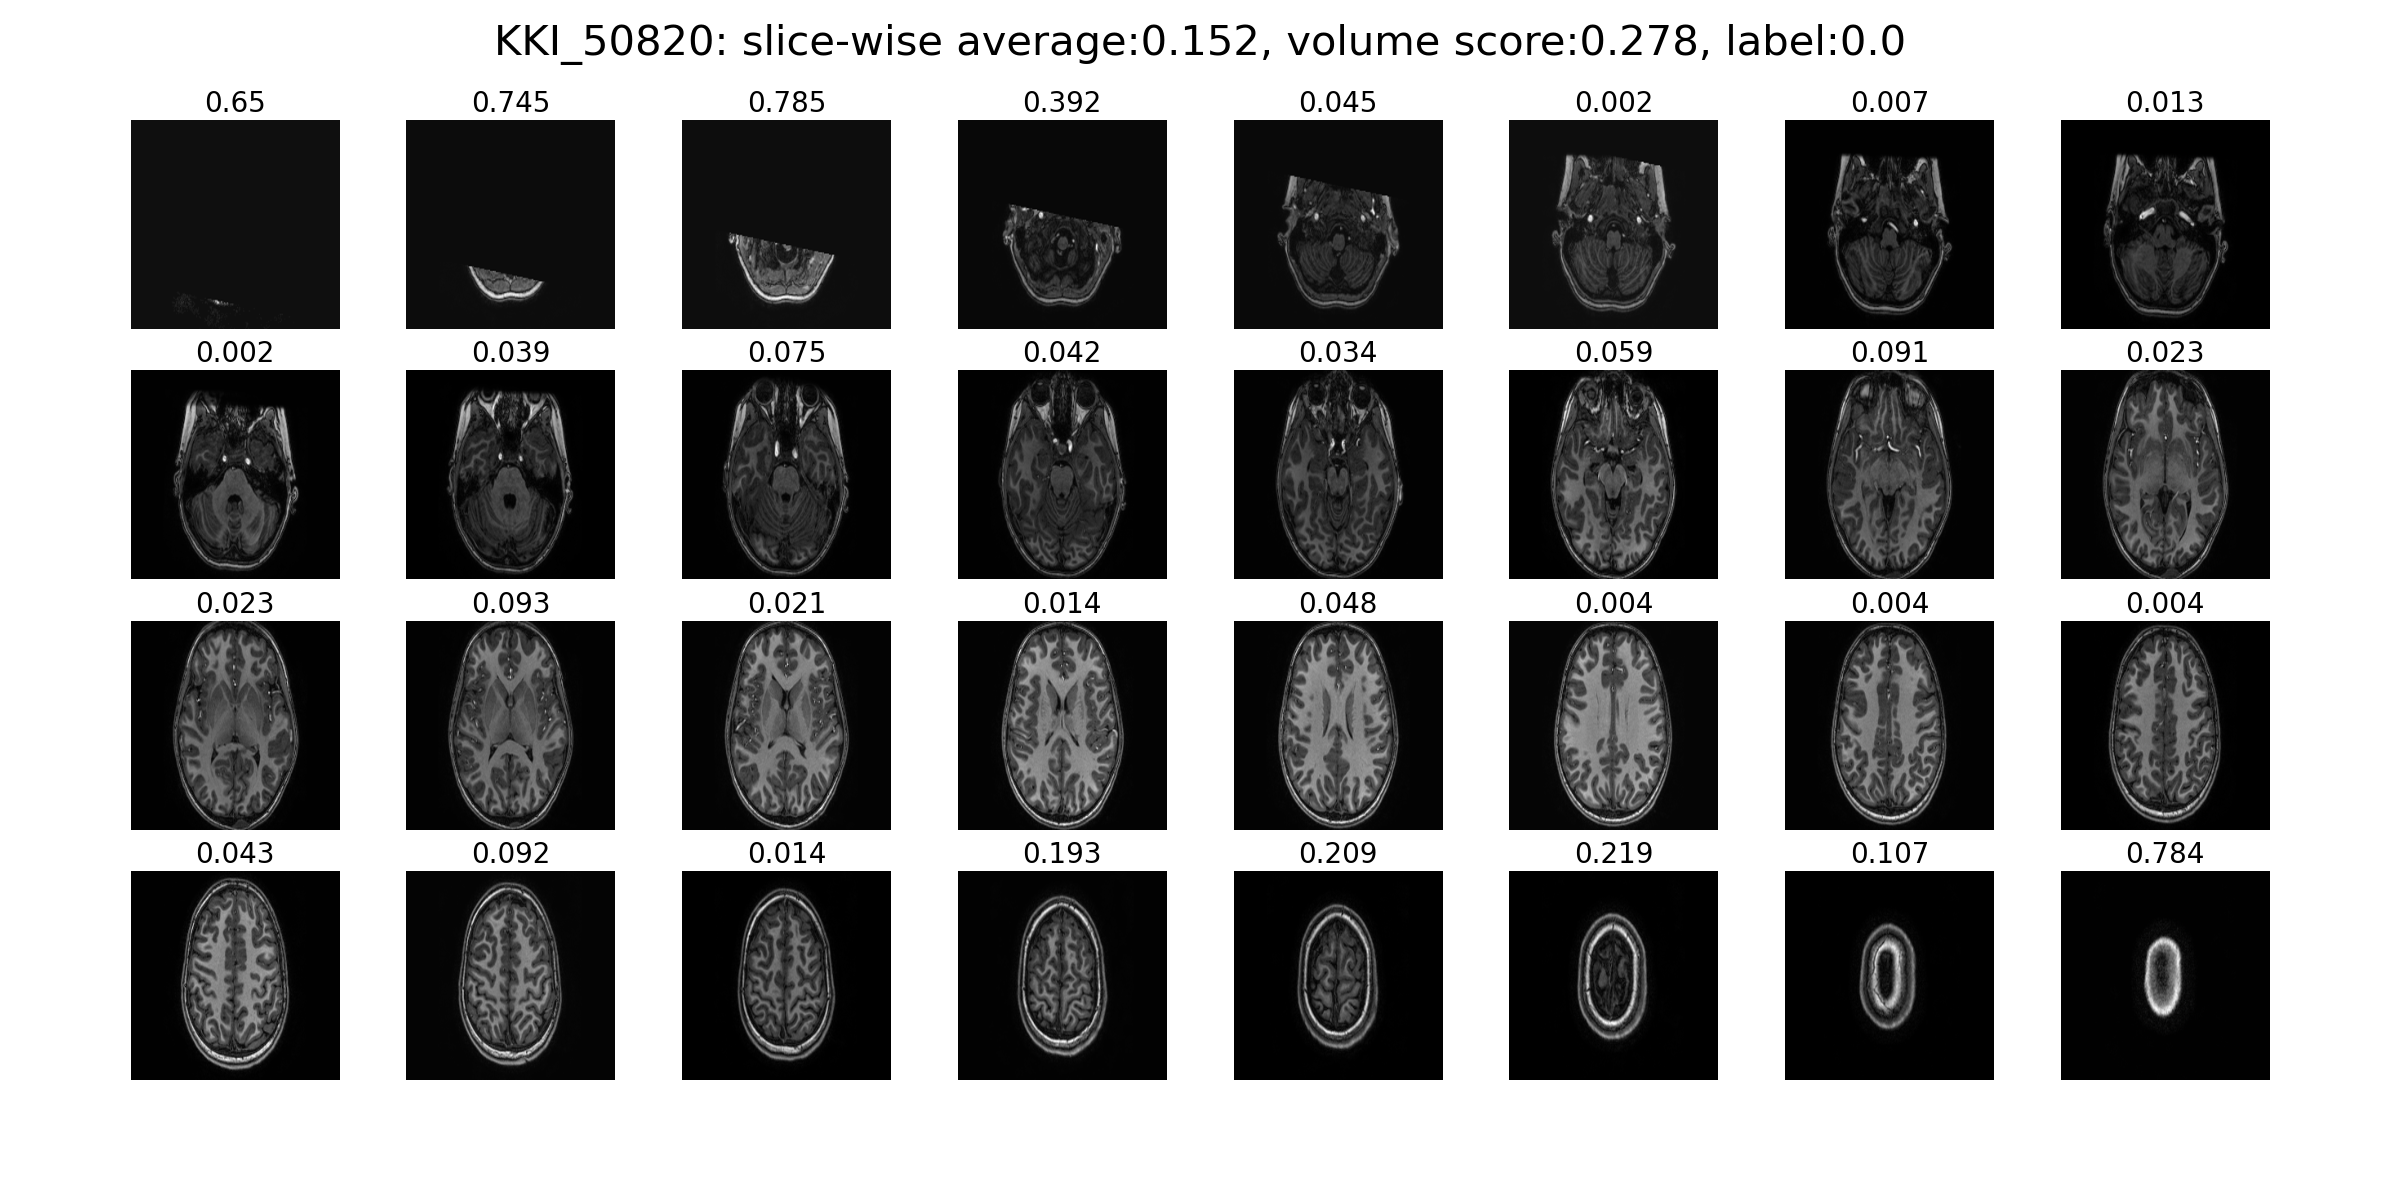 KKI_50820: slice-wise average:0.152, volume score:0.278, label:0.0
0.65 0.745 0.785 0.392 0.045 0.002 0.007 0.013
0.002 0.039 0.075 0.042 0.034 0.059 0.091 0.023
0.023 0.093 0.021 0.014 0.048 0.004 0.004 0.004
0.043 0.092 0.014 0.193 0.209 0.219 0.107 0.784